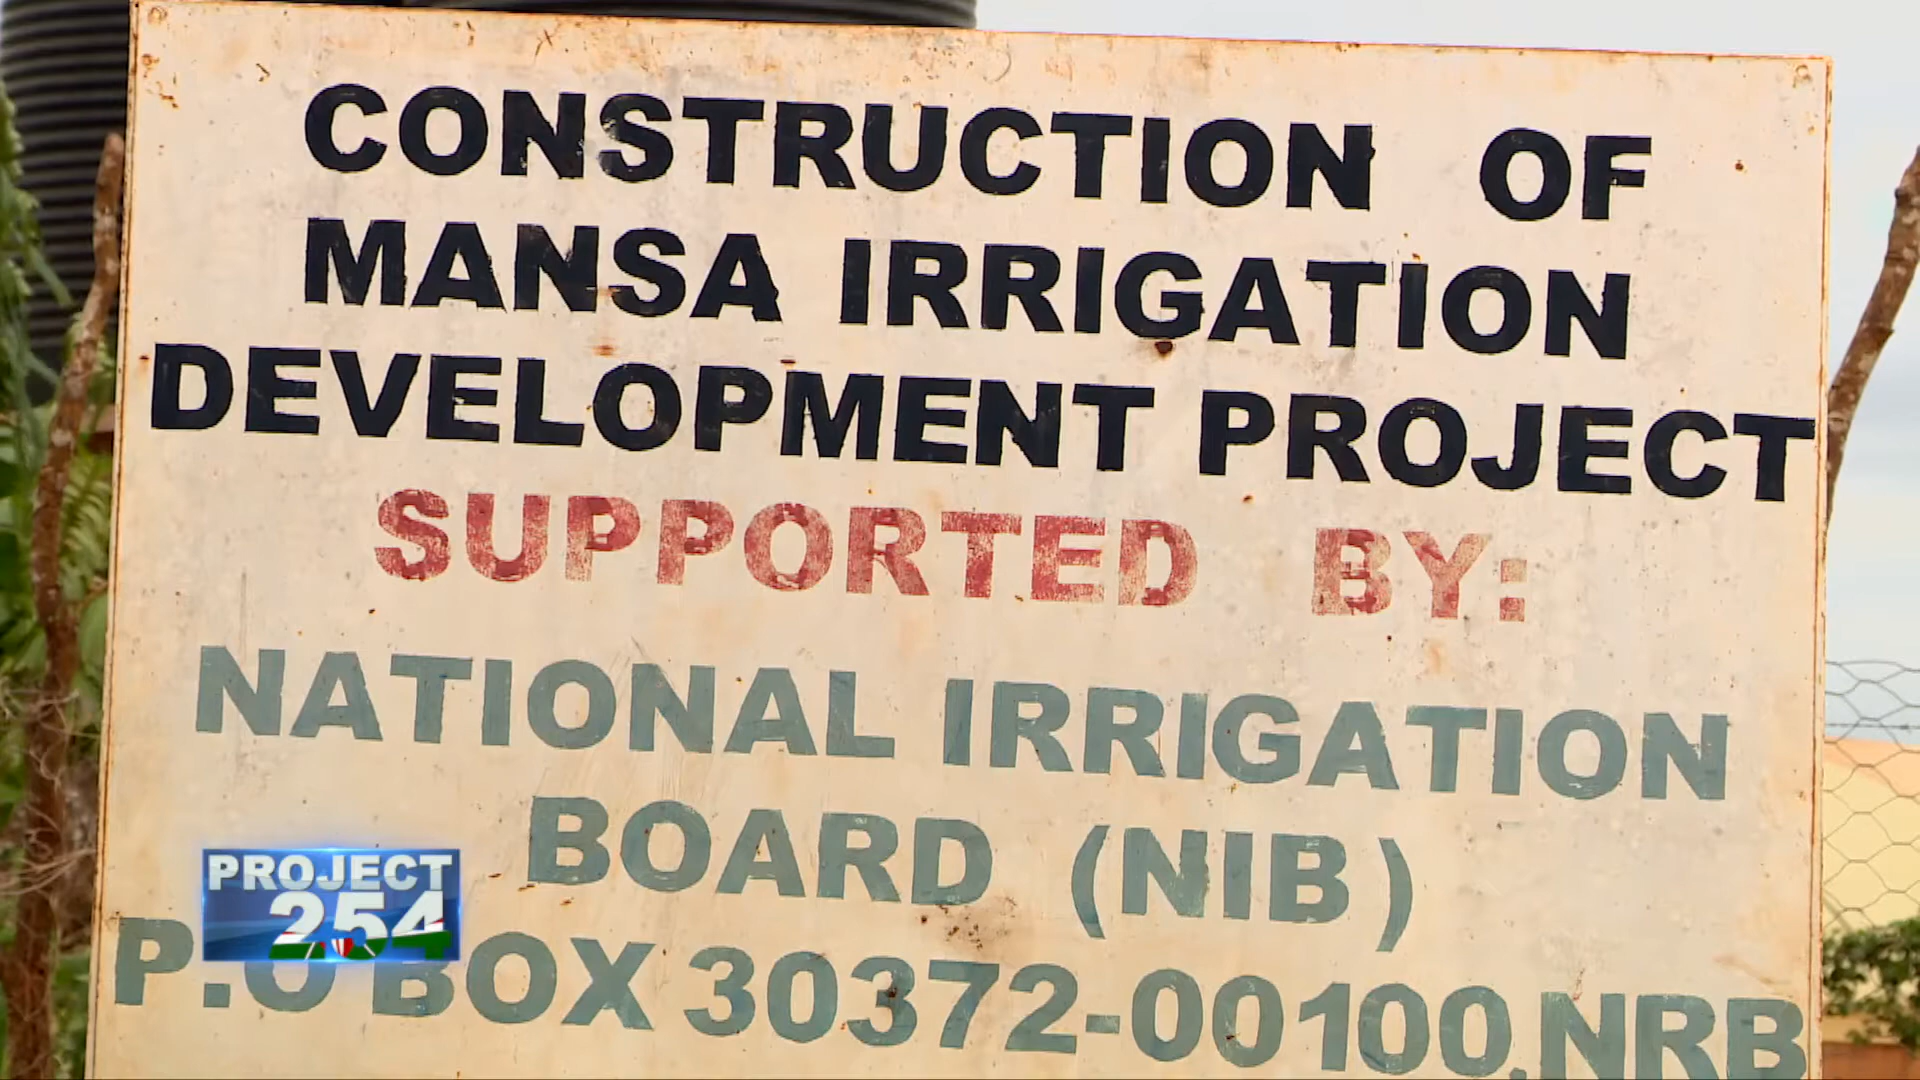 CONSTRUCTION OF
MANSA IRRIGATION
DEVELOPMENT PROJECT
SUPPORTED BY:
NATIONAL IRRIGATION
BOARD (NIB)
P.O BOX 30372-00100,NRB
PROJECT
254